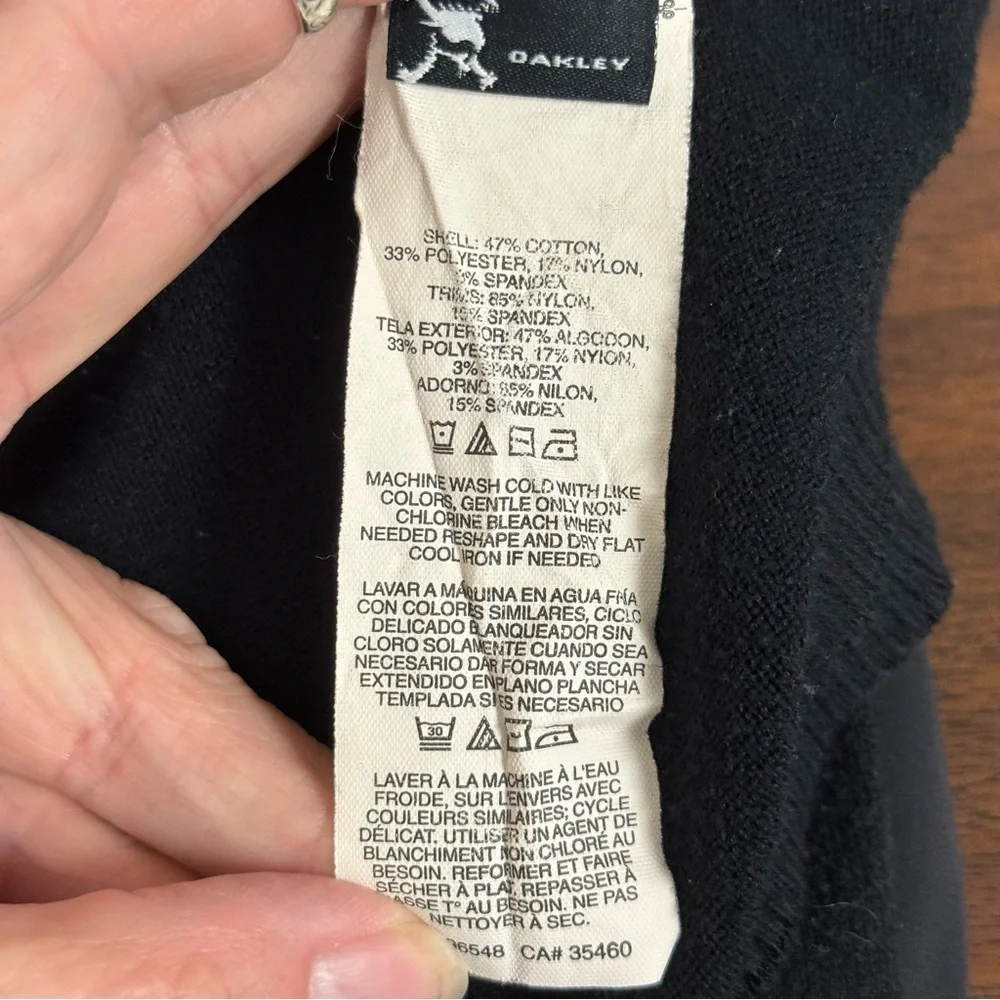 OAKLEY
SHELL: 47% COTTON,
33% POLYESTER, 17% NYLON,
3% SPANDEX
TRIMS: 85% NYLON,
15% SPANDEX
TELA EXTERIOR: 47% ALGODON,
33% POLYESTER, 17% NYION,
3% SPANDEX
ADORNO: 85% NILON,
15% SPANDEX
MACHINE WASH COLD WITH LIKE
COLORS, GENTLE ONLY NON-
CHLORINE BLEACH WHEN
NEEDED RESHAPE AND DRY FLAT
COOL IRON IF NEEDED
LAVAR A MÁQUINA EN AGUA FRÍA
CON COLORES SIMILARES, CICLO
DELICADO BLANQUEADOR SIN
CLORO SOLAMENTE CUANDO SEA
NECESARIO DAR FORMA Y SECAR
EXTENDIDO EN PLANO PLANCHA
TEMPLADA SI ES NECESARIO
30
LAVER À LA MACHINE À L'EAU
FROIDE, SUR L'ENVERS AVEC
COULEURS SIMILAIRES; CYCLE
DÉLICAT. UTILISER UN AGENT DE
BLANCHIMENT NON CHLORÉ AU
BESOIN. REFORMER ET FAIRE
SÉCHER À PLAT. REPASSER À
ASSE T° AU BESOIN. NE PAS
NETTOYER À SEC.
96548 CA# 35460